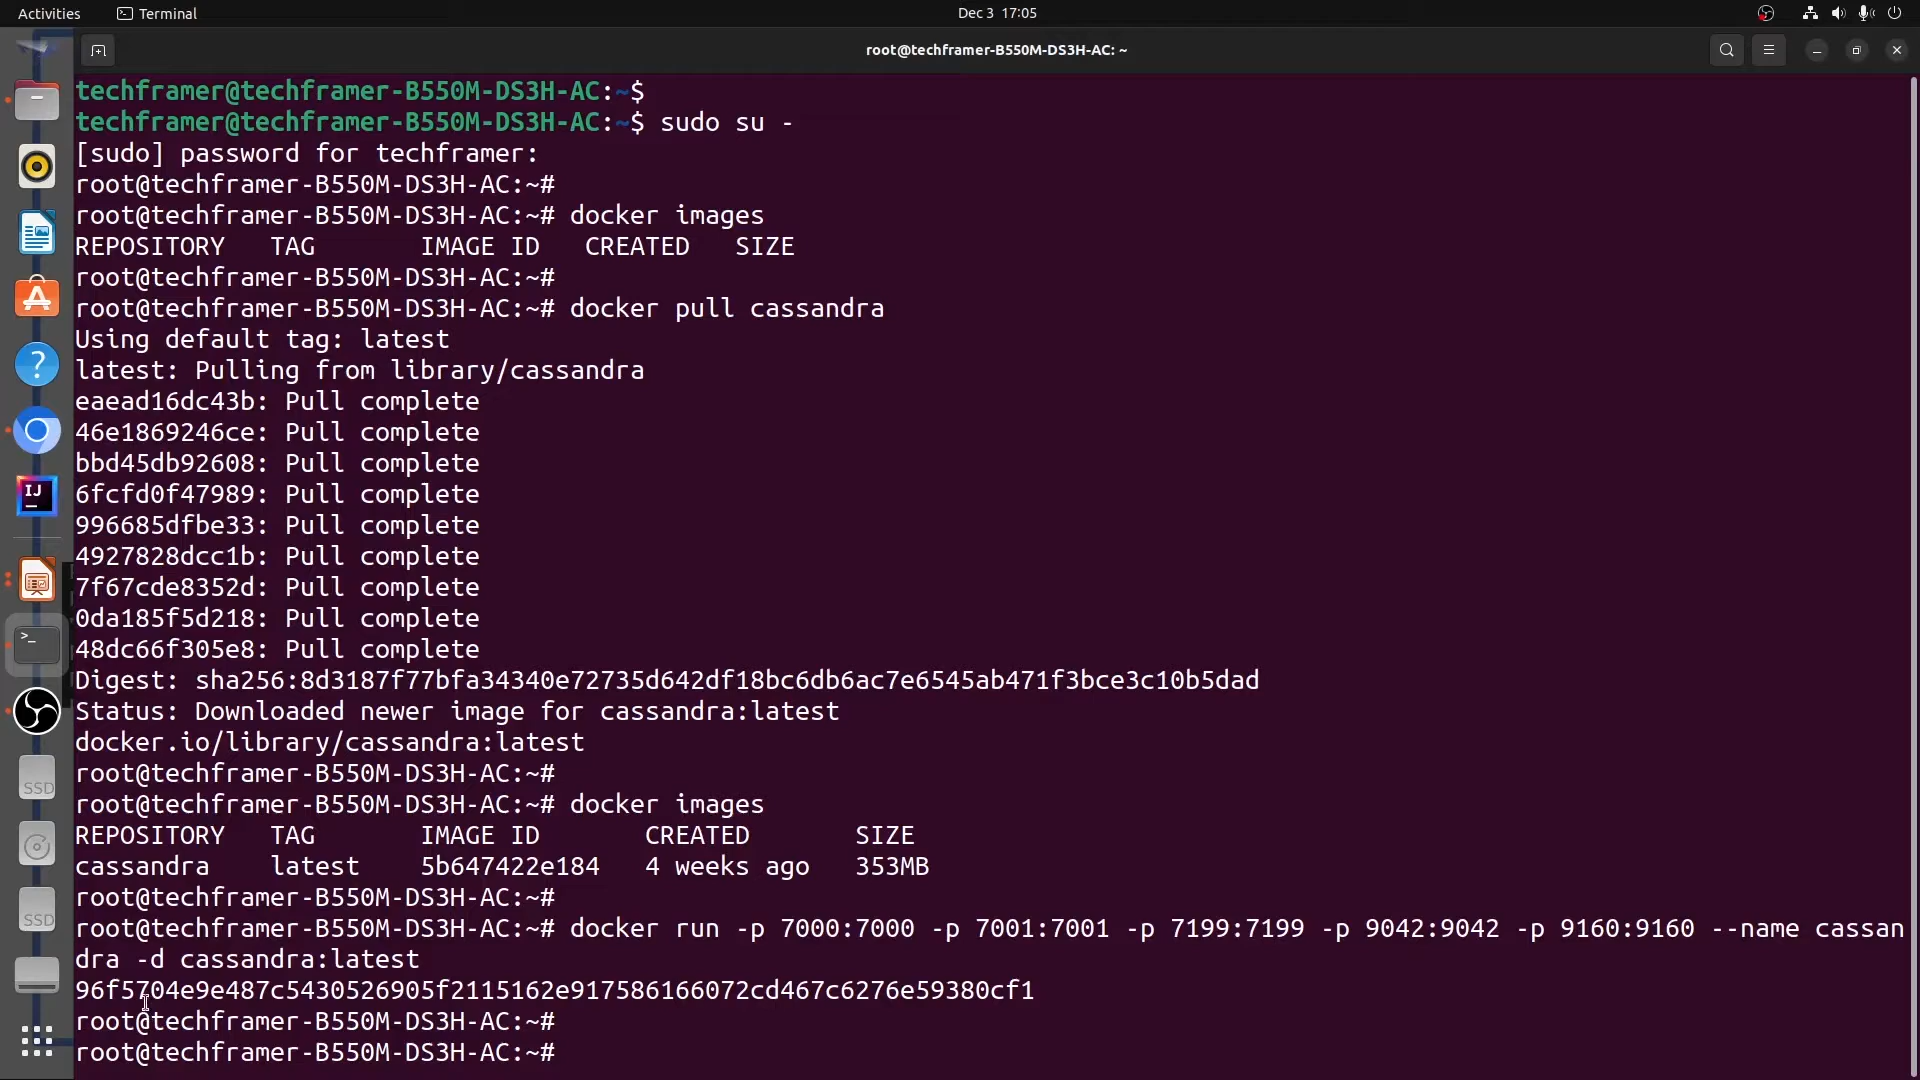 Activities
Terminal
Dec 3 17:05
root@techframer-B550M-DS3H-AC: ~
techframer@techframer-B550M-DS3H-AC:~$
techframer@techframer-B550M-DS3H-AC:~$ sudo su -
[sudo] password for techframer:
root@techframer-B550M-DS3H-AC:~#
root@techframer-B550M-DS3H-AC:~# docker images
REPOSITORY   TAG       IMAGE ID   CREATED   SIZE
root@techframer-B550M-DS3H-AC:~#
root@techframer-B550M-DS3H-AC:~# docker pull cassandra
Using default tag: latest
latest: Pulling from library/cassandra
eaead16dc43b: Pull complete
46e1869246ce: Pull complete
bbd45db92608: Pull complete
6fcfd0f47989: Pull complete
996685dfbe33: Pull complete
4927828dcc1b: Pull complete
7f67cde8352d: Pull complete
0da185f5d218: Pull complete
48dc66f305e8: Pull complete
Digest: sha256:8d3187f77bfa34340e72735d642df18bc6db6ac7e6545ab471f3bce3c10b5dad
Status: Downloaded newer image for cassandra:latest
docker.io/library/cassandra:latest
root@techframer-B550M-DS3H-AC:~#
root@techframer-B550M-DS3H-AC:~# docker images
REPOSITORY   TAG       IMAGE ID       CREATED       SIZE
cassandra    latest    5b647422e184   4 weeks ago   353MB
root@techframer-B550M-DS3H-AC:~#
root@techframer-B550M-DS3H-AC:~# docker run -p 7000:7000 -p 7001:7001 -p 7199:7199 -p 9042:9042 -p 9160:9160 --name cassan
dra -d cassandra:latest
96f5704e9e487c5430526905f2115162e917586166072cd467c6276e59380cf1
root@techframer-B550M-DS3H-AC:~#
root@techframer-B550M-DS3H-AC:~#
IJ
SSD
SSD